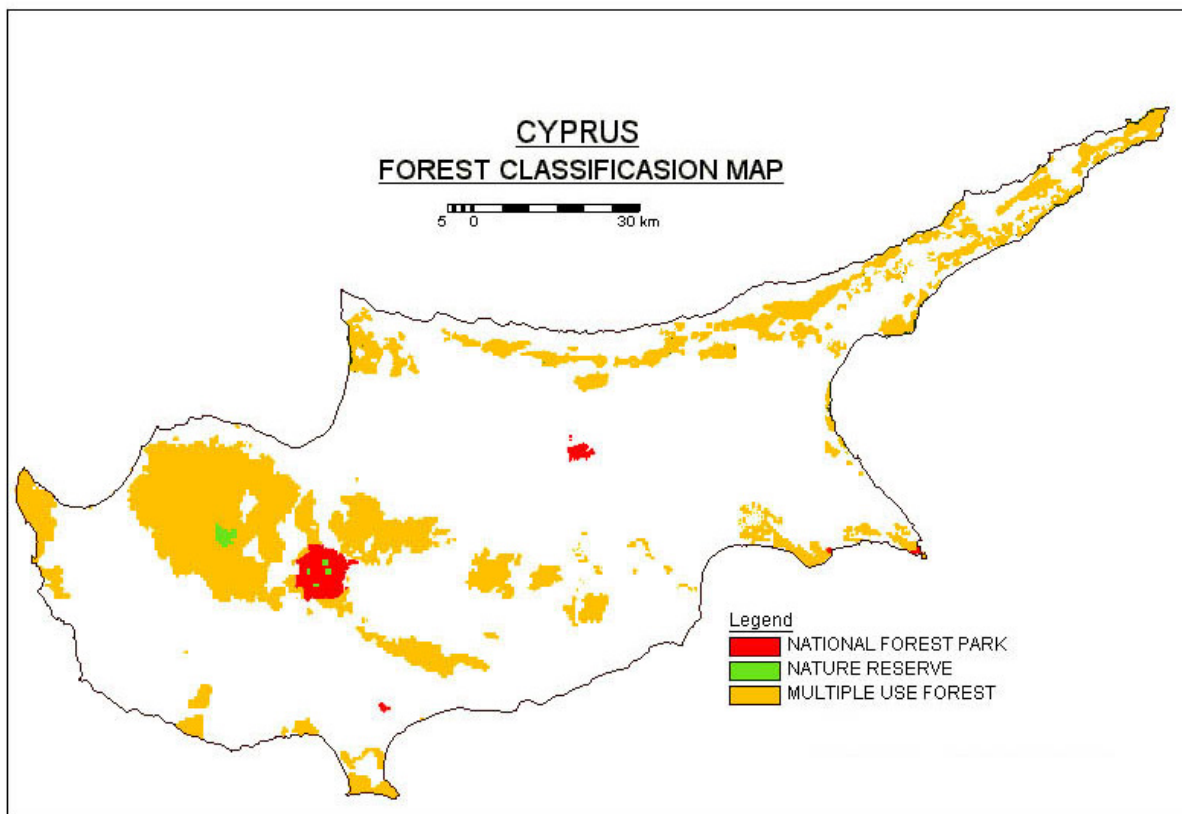 CYPRUS
FOREST CLASSIFICASION MAP
5 0 30 km
Legend
NATIONAL FOREST PARK
NATURE RESERVE
MULTIPLE USE FOREST